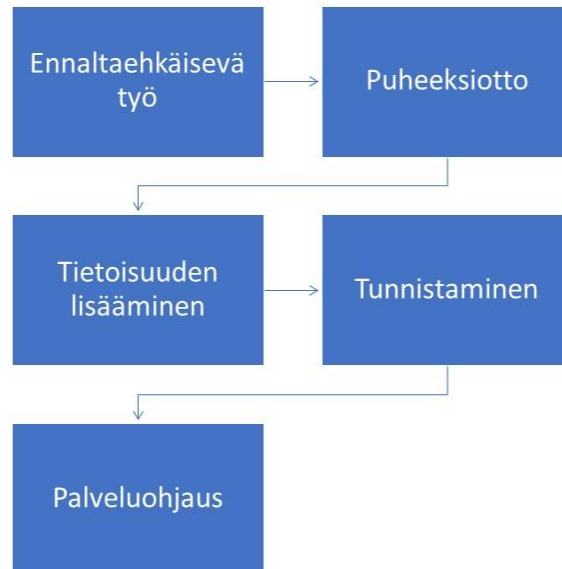 Ennaltaehkäisevä
työ
Puheeksiotto
Tietoisuuden
lisääminen
Tunnistaminen
Palveluohjaus